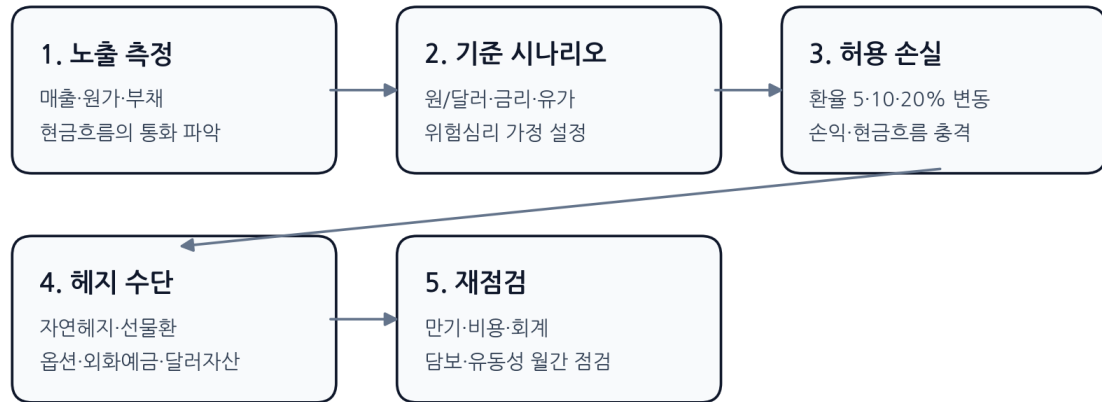 1. 노출 측정
매출·원가·부채
현금흐름의 통화 파악
2. 기준 시나리오
원/달러·금리·유가
위험심리 가정 설정
3. 허용 손실
환율 5·10·20% 변동
손익·현금흐름 충격
4. 헤지 수단
자연헤지·선물환
옵션·외화예금·달러자산
5. 재점검
만기·비용·회계
담보·유동성 월간 점검